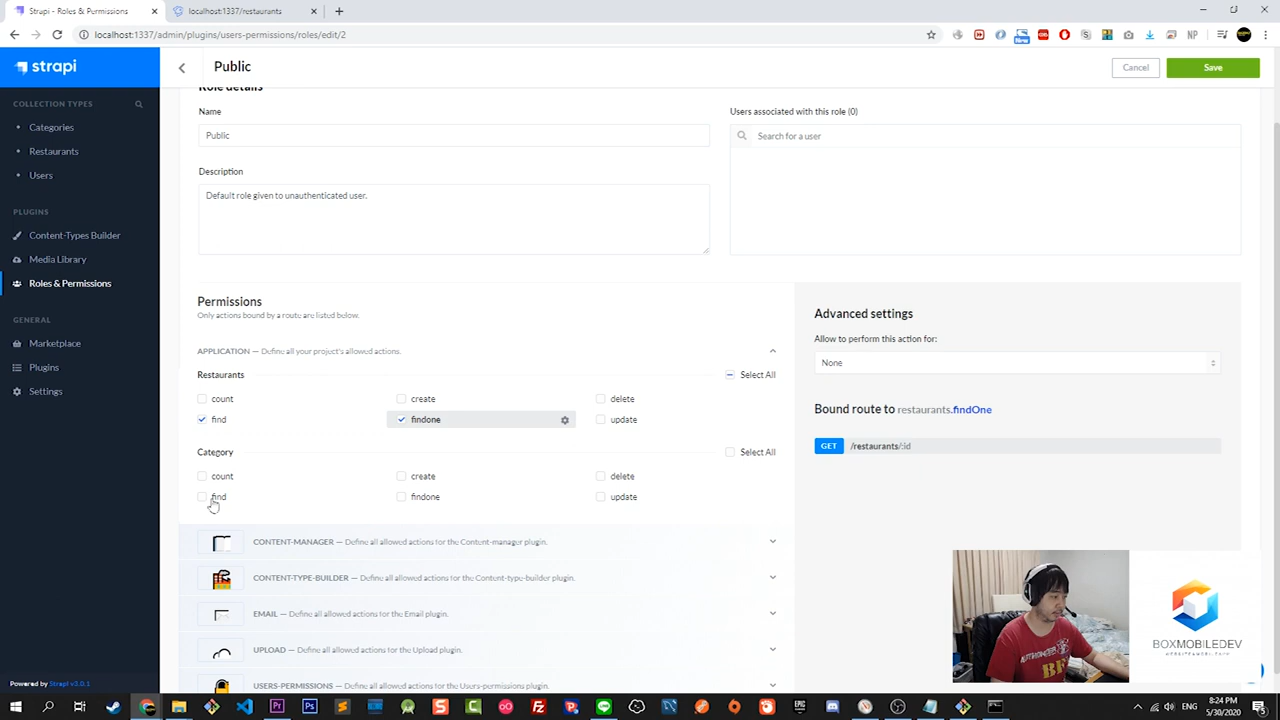 Strapi - Roles & Permissions
localhost:1337/restaurants
localhost:1337/admin/plugins/users-permissions/roles/edit/2
NP
strapi
Public
Cancel
Save
COLLECTION TYPES
Categories
Restaurants
Users
PLUGINS
Content-Types Builder
Media Library
Roles & Permissions
GENERAL
Marketplace
Plugins
Settings
Powered by Strapi v3.0.1
Role details
Name
Public
Description
Default role given to unauthenticated user.
Users associated with this role (0)
Search for a user
Permissions
Only actions bound by a route are listed below.
APPLICATION — Define all your project's allowed actions.
Restaurants
Select All
count
create
delete
find
findone
update
Category
Select All
count
create
delete
find
findone
update
CONTENT-MANAGER — Define all allowed actions for the Content-manager plugin.
CONTENT-TYPE-BUILDER — Define all allowed actions for the Content-type-builder plugin.
EMAIL — Define all allowed actions for the Email plugin.
UPLOAD — Define all allowed actions for the Upload plugin.
USERS-PERMISSIONS — Define all allowed actions for the Users-permissions plugin.
Advanced settings
Allow to perform this action for:
None
Bound route to restaurants.findOne
GET /restaurants/:id
BOXMOBILEDEV
ENG
8:24 PM
5/30/2020